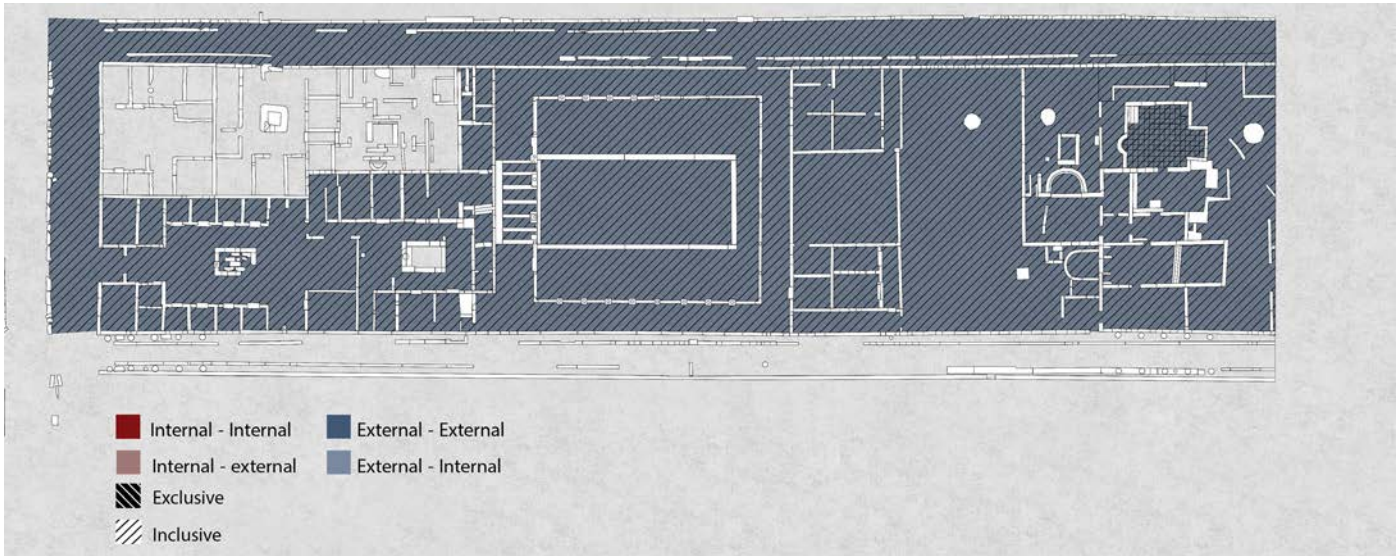 Internal - Internal
External - External
Internal - external
External - Internal
Exclusive
Inclusive